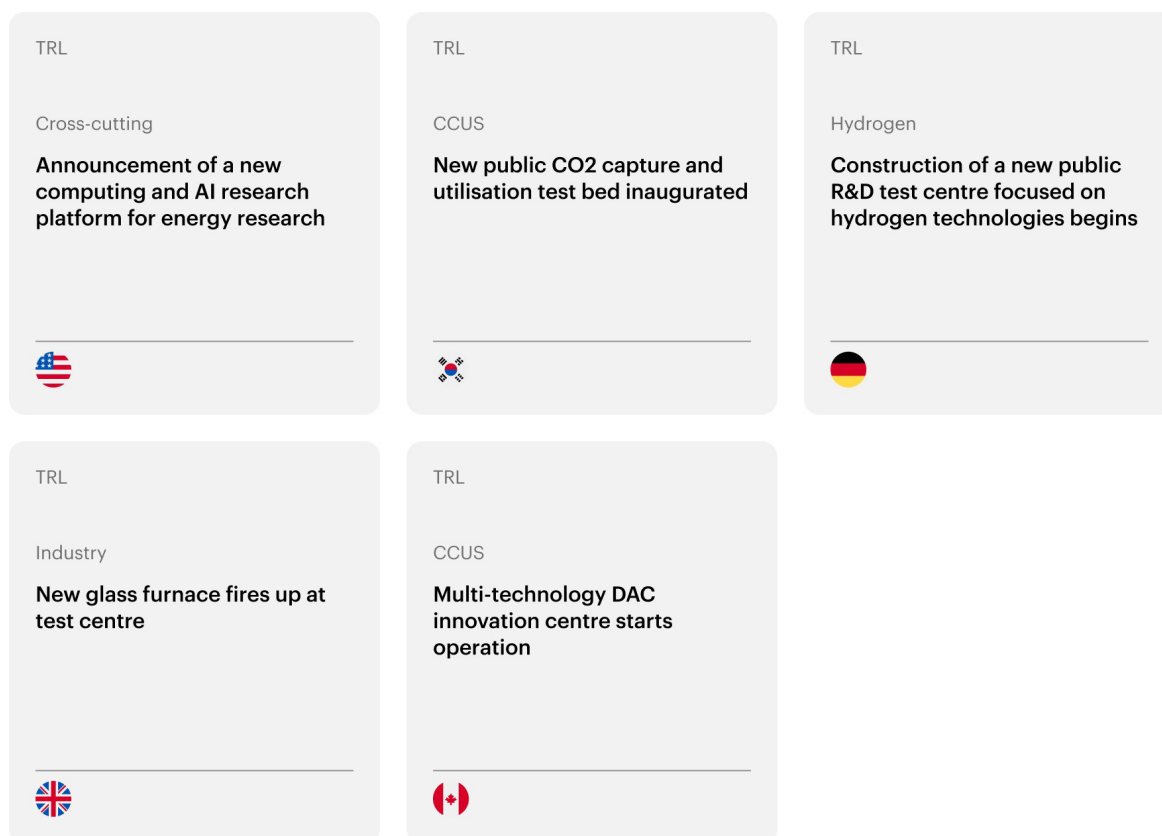 TRL
Cross-cutting
Announcement of a new
computing and AI research
platform for energy research
TRL
CCUS
New public CO2 capture and
utilisation test bed inaugurated
TRL
Hydrogen
Construction of a new public
R&D test centre focused on
hydrogen technologies begins
TRL
Industry
New glass furnace fires up at
test centre
TRL
CCUS
Multi-technology DAC
innovation centre starts
operation